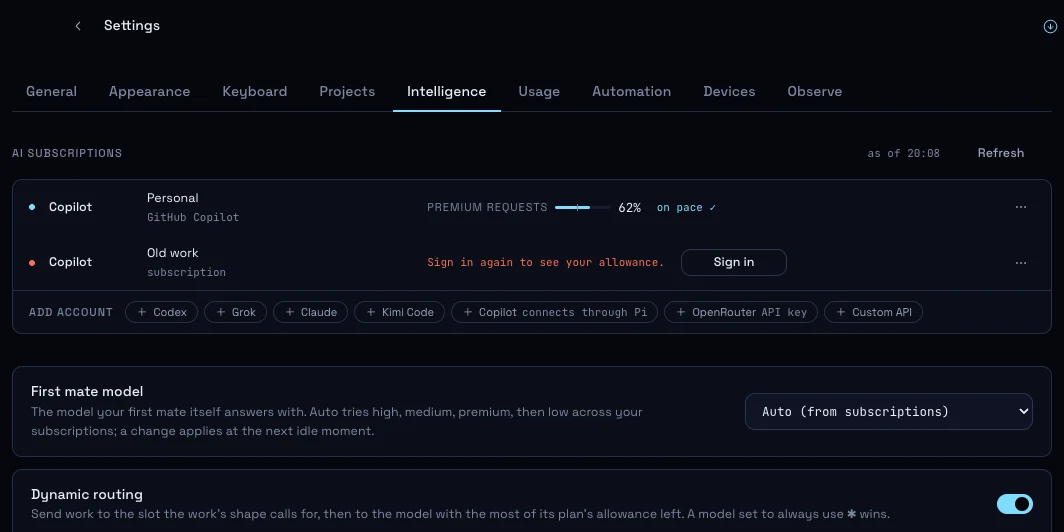 Settings
General Appearance Keyboard Projects Intelligence Usage Automation Devices Observe
AI SUBSCRIPTIONS as of 20:08 Refresh
Copilot Personal PREMIUM REQUESTS 62% on pace ✓ ...
GitHub Copilot
Copilot Old work Sign in again to see your allowance. Sign in ...
subscription
ADD ACCOUNT + Codex + Grok + Claude + Kimi Code + Copilot connects through Pi + OpenRouter API key + Custom API
First mate model
The model your first mate itself answers with. Auto tries high, medium, premium, then low across your
subscriptions; a change applies at the next idle moment.
Auto (from subscriptions)
Dynamic routing
Send work to the slot the work's shape calls for, then to the model with the most of its plan's allowance left. A model set to always use ✱ wins.